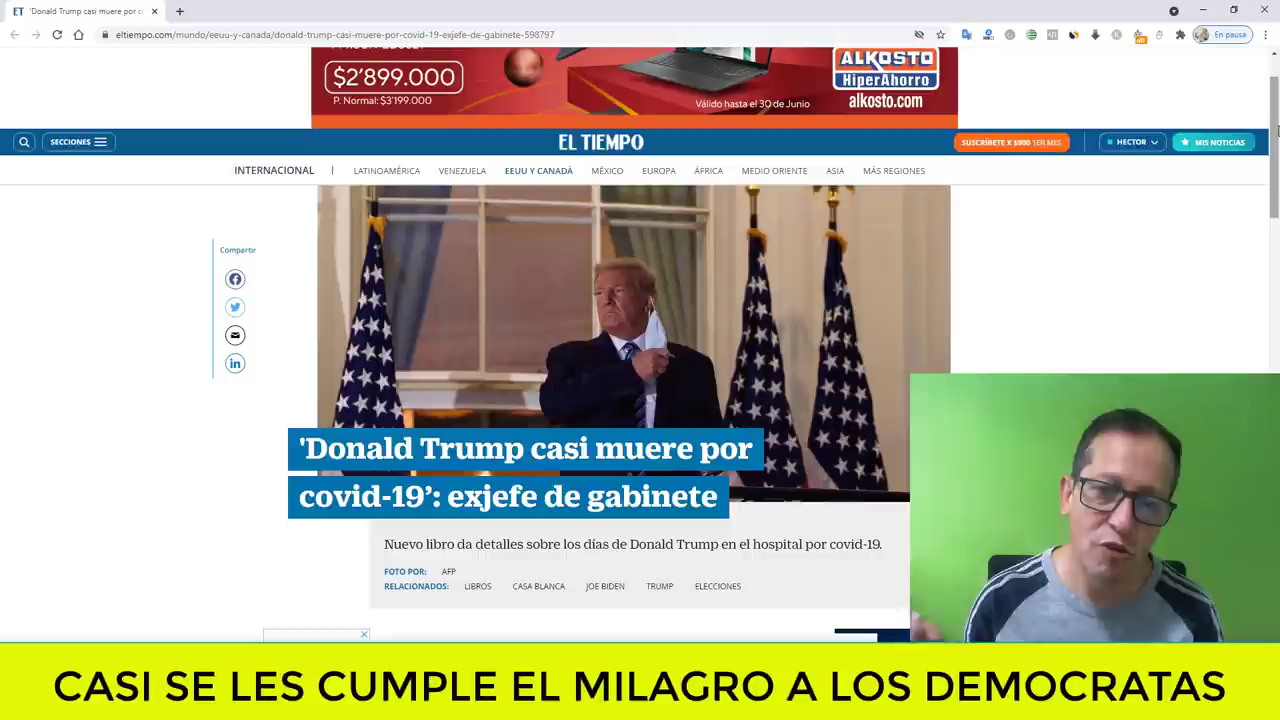 'Donald Trump casi muere por c
eltiempo.com/mundo/eeuu-y-canada/donald-trump-casi-muere-por-covid-19-exjefe-de-gabinete-598797
En pausa
$2'899.000
P. Normal: $3'199.000
ALKOSTO
HiperAhorro
alkosto.com
Válido hasta el 30 de Junio
SECCIONES
EL TIEMPO
SUSCRÍBETE X $900 1ER MES
HECTOR
MIS NOTICIAS
INTERNACIONAL
LATINOAMÉRICA
VENEZUELA
EEUU Y CANADÁ
MÉXICO
EUROPA
ÁFRICA
MEDIO ORIENTE
ASIA
MÁS REGIONES
Compartir
'Donald Trump casi muere por
covid-19’: exjefe de gabinete
Nuevo libro da detalles sobre los días de Donald Trump en el hospital por covid-19.
FOTO POR: AFP
RELACIONADOS: LIBROS CASA BLANCA JOE BIDEN TRUMP ELECCIONES
CASI SE LES CUMPLE EL MILAGRO A LOS DEMOCRATAS